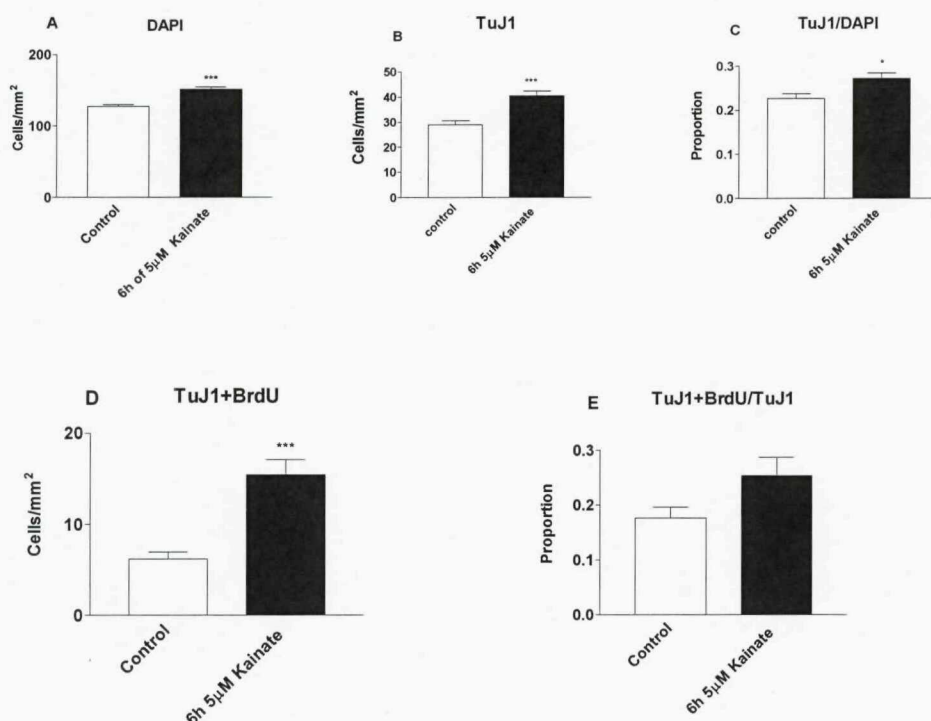 A
DAPI
Cells/mm²
200
100
0
***
Control
6h of 5µM Kainate
B
TuJ1
Cells/mm²
50
40
30
20
10
0
***
control
6h 5µM Kainate
C
TuJ1/DAPI
Proportion
0.3
0.2
0.1
0.0
*
control
6h 5µM Kainate
D
TuJ1+BrdU
Cells/mm²
20
10
0
***
Control
6h 5µM Kainate
E
TuJ1+BrdU/TuJ1
Proportion
0.3
0.2
0.1
0.0
Control
6h 5µM Kainate